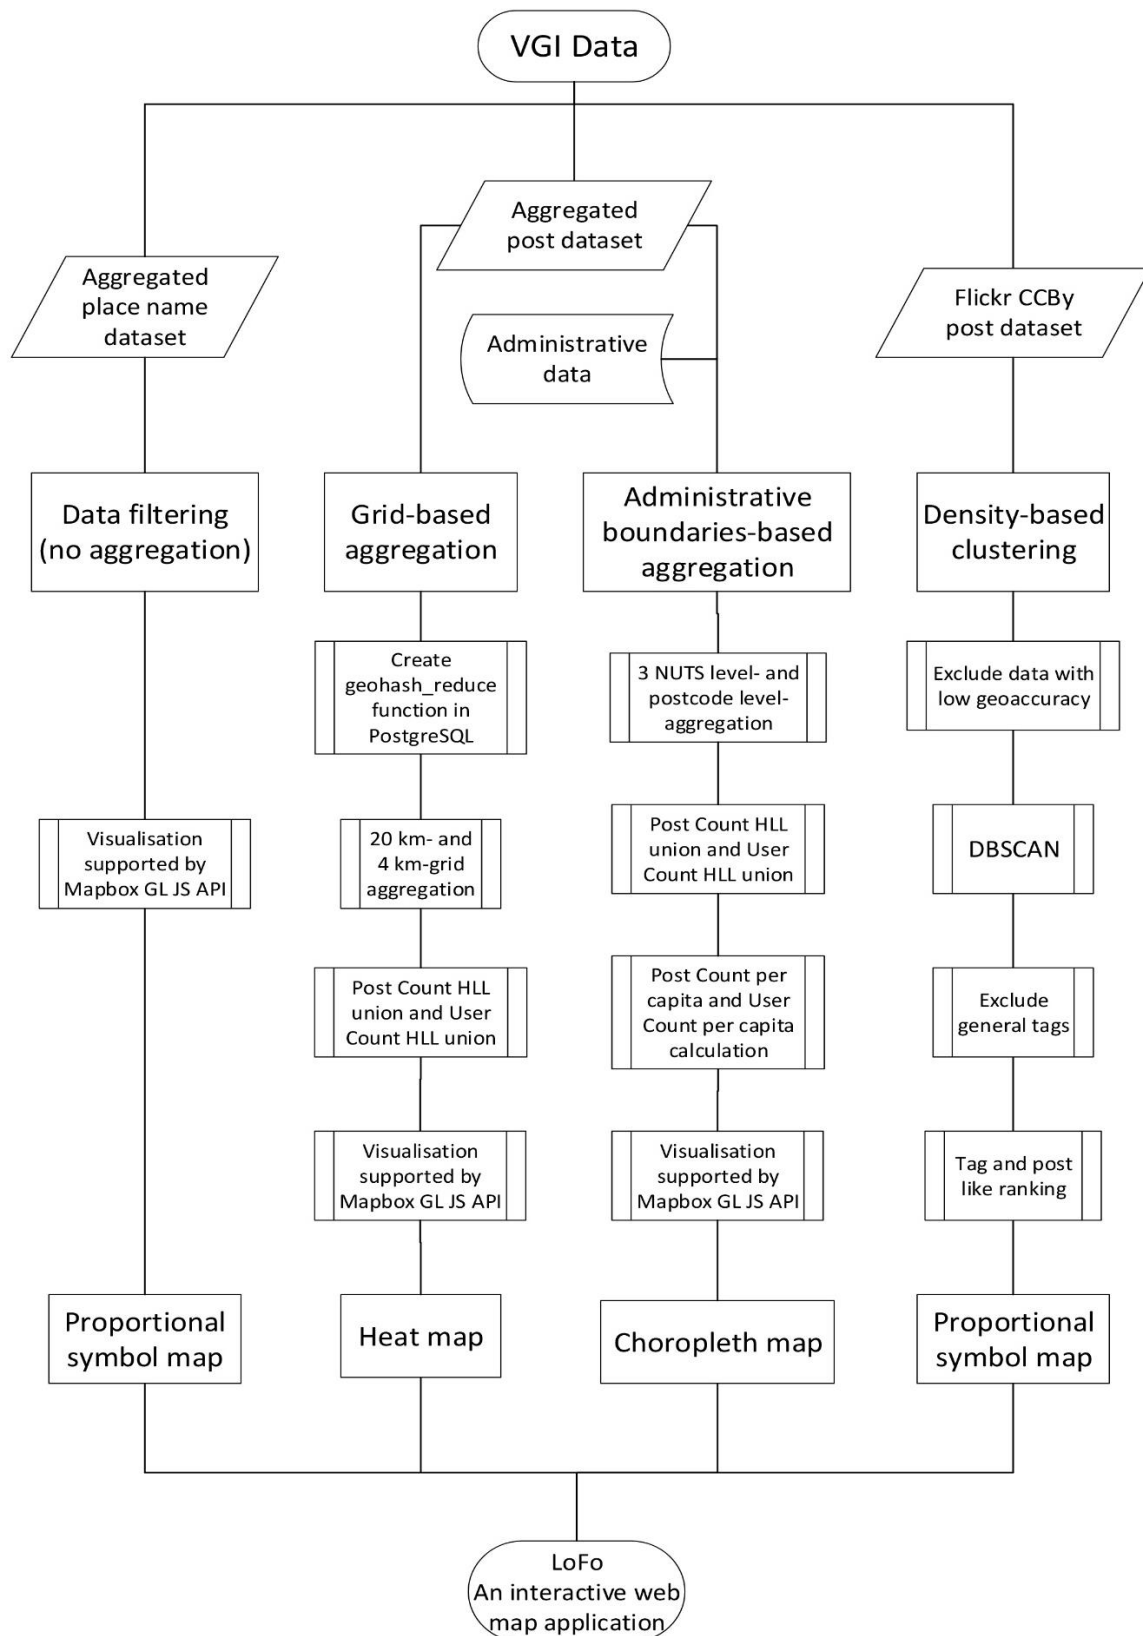 VGI Data
Aggregated
post dataset
Aggregated
place name
dataset
Flickr CCBy
post dataset
Administrative
data
Data filtering
(no aggregation)
Grid-based
aggregation
Administrative
boundaries-based
aggregation
Density-based
clustering
Create
geohash_reduce
function in
PostgreSQL
3 NUTS level- and
postcode level-
aggregation
Exclude data with
low geoaccuracy
Visualisation
supported by
Mapbox GL JS API
20 km- and
4 km-grid
aggregation
Post Count HLL
union and User
Count HLL union
DBSCAN
Post Count HLL
union and User
Count HLL union
Post Count per
capita and User
Count per capita
calculation
Exclude
general tags
Visualisation
supported by
Mapbox GL JS API
Visualisation
supported by
Mapbox GL JS API
Tag and post
like ranking
Proportional
symbol map
Heat map
Choropleth map
Proportional
symbol map
LoFo
An interactive web
map application